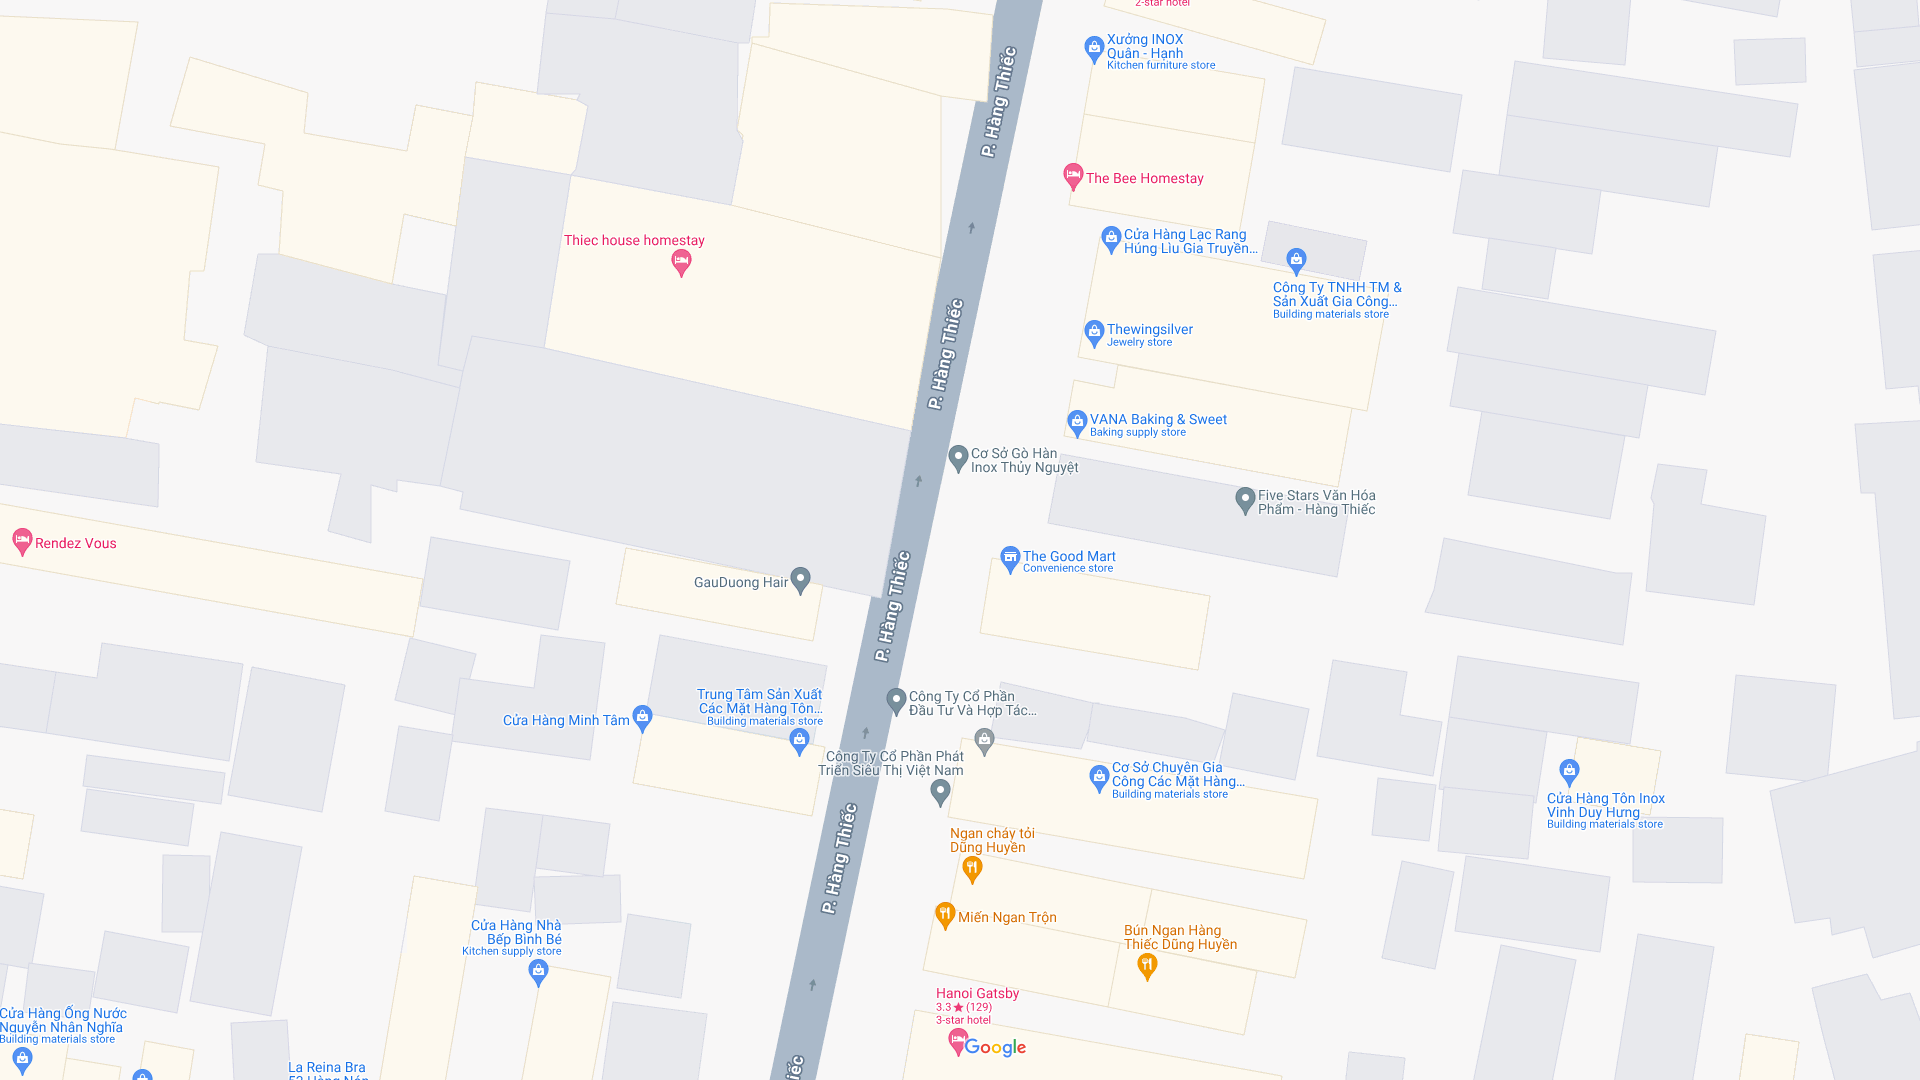 2-star hotel
Xưởng INOX
Quân - Hạnh
Kitchen furniture store
P. Hàng Thiếc
The Bee Homestay
Thiec house homestay
Cửa Hàng Lạc Rang
Húng Lìu Gia Truyền...
Công Ty TNHH TM &
Sản Xuất Gia Công...
Building materials store
P. Hàng Thiếc
Thewingsilver
Jewelry store
VANA Baking & Sweet
Baking supply store
Cơ Sở Gò Hàn
Inox Thủy Nguyệt
Five Stars Văn Hóa
Phẩm - Hàng Thiếc
Rendez Vous
The Good Mart
Convenience store
GauDuong Hair
P. Hàng Thiếc
Trung Tâm Sản Xuất
Các Mặt Hàng Tôn...
Building materials store
Cửa Hàng Minh Tâm
Công Ty Cổ Phần
Đầu Tư Và Hợp Tác...
Công Ty Cổ Phần Phát
Triển Siêu Thị Việt Nam
Cơ Sở Chuyên Gia
Công Các Mặt Hàng...
Building materials store
Cửa Hàng Tôn Inox
Vinh Duy Hưng
Building materials store
P. Hàng Thiếc
Ngan cháy tỏi
Dũng Huyền
Miến Ngan Trộn
Bún Ngan Hàng
Thiếc Dũng Huyền
Cửa Hàng Nhà
Bếp Bình Bé
Kitchen supply store
Hanoi Gatsby
3.3★(129)
3-star hotel
Google
Cửa Hàng Ống Nước
Nguyễn Nhân Nghĩa
Building materials store
La Reina Bra